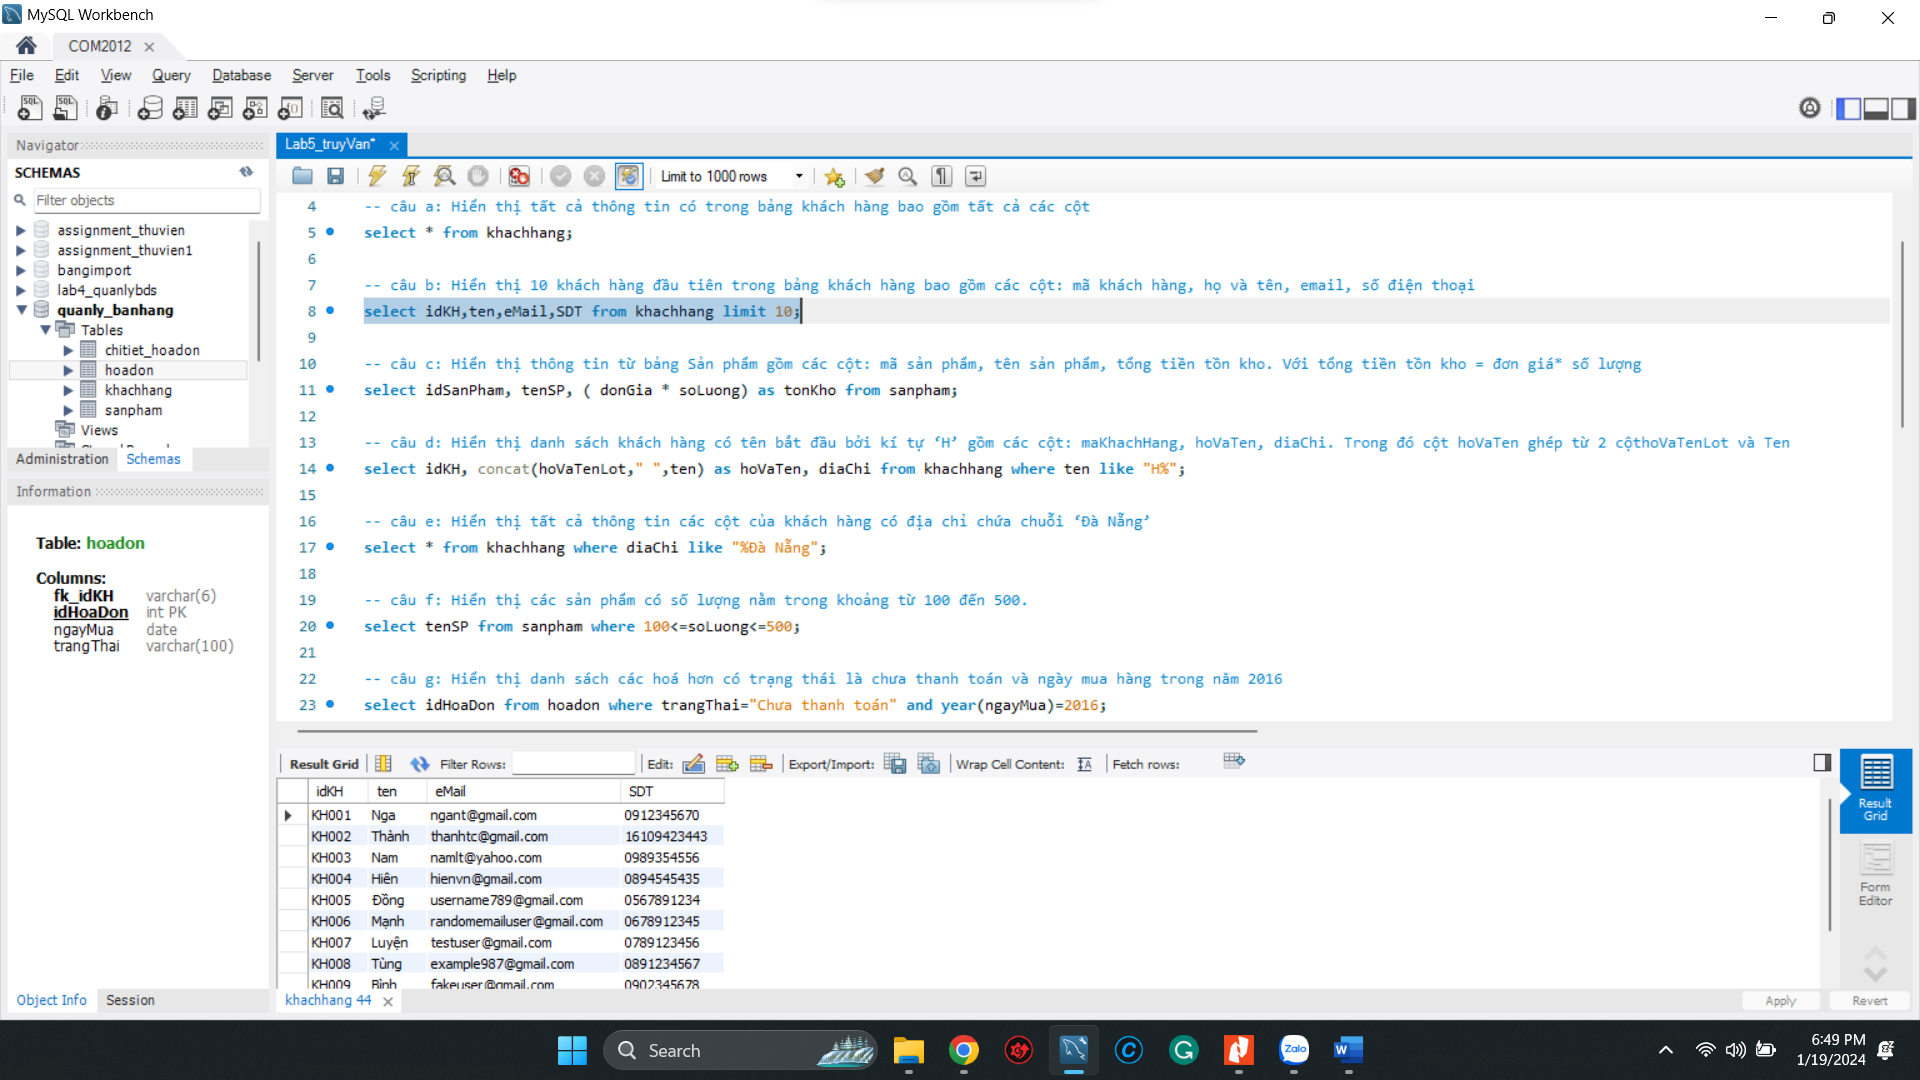 MySQL Workbench
COM2012
File Edit View Query Database Server Tools Scripting Help
Navigator
SCHEMAS
Filter objects
assignment_thuvien
assignment_thuvien1
bangimport
lab4_quanlybds
quanly_banhang
Tables
chitiet_hoadon
hoadon
khachhang
sanpham
Views
Administration Schemas
Information
Table: hoadon
Columns:
fk_idKH varchar(6)
idHoaDon int PK
ngayMua date
trangThai varchar(100)
Object Info Session
Lab5_truyVan*
Limit to 1000 rows
4 -- câu a: Hiển thị tất cả thông tin có trong bảng khách hàng bao gồm tất cả các cột
5 select * from khachhang;
6
7 -- câu b: Hiển thị 10 khách hàng đầu tiên trong bảng khách hàng bao gồm các cột: mã khách hàng, họ và tên, email, số điện thoại
8 select idKH,ten,eMail,SDT from khachhang limit 10;
9
10 -- câu c: Hiển thị thông tin từ bảng Sản phẩm gồm các cột: mã sản phẩm, tên sản phẩm, tổng tiền tồn kho. Với tổng tiền tồn kho = đơn giá* số lượng
11 select idSanPham, tenSP, ( donGia * soLuong) as tonKho from sanpham;
12
13 -- câu d: Hiển thị danh sách khách hàng có tên bắt đầu bởi kí tự ‘H’ gồm các cột: maKhachHang, hoVaTen, diaChi. Trong đó cột hoVaTen ghép từ 2 cộthoVaTenLot và Ten
14 select idKH, concat(hoVaTenLot," ",ten) as hoVaTen, diaChi from khachhang where ten like "H%";
15
16 -- câu e: Hiển thị tất cả thông tin các cột của khách hàng có địa chỉ chứa chuỗi ‘Đà Nẵng’
17 select * from khachhang where diaChi like "%Đà Nẵng";
18
19 -- câu f: Hiển thị các sản phẩm có số lượng nằm trong khoảng từ 100 đến 500.
20 select tenSP from sanpham where 100<=soLuong<=500;
21
22 -- câu g: Hiển thị danh sách các hoá hơn có trạng thái là chưa thanh toán và ngày mua hàng trong năm 2016
23 select idHoaDon from hoadon where trangThai="Chưa thanh toán" and year(ngayMua)=2016;
Result Grid Filter Rows: Edit: Export/Import: Wrap Cell Content: Fetch rows:
idKH ten eMail SDT
KH001 Nga ngant@gmail.com 0912345670
KH002 Thành thanhtc@gmail.com 16109423443
KH003 Nam namlt@yahoo.com 0989354556
KH004 Hiên hienvn@gmail.com 0894545435
KH005 Đồng username789@gmail.com 0567891234
KH006 Mạnh randomemailuser@gmail.com 0678912345
KH007 Luyện testuser@gmail.com 0789123456
KH008 Tùng example987@gmail.com 0891234567
KH009 Bình fakeuser@gmail.com 0902345678
Result
Grid
Form
Editor
khachhang 44
Apply Revert
Search
Zalo
6:49 PM
1/19/2024